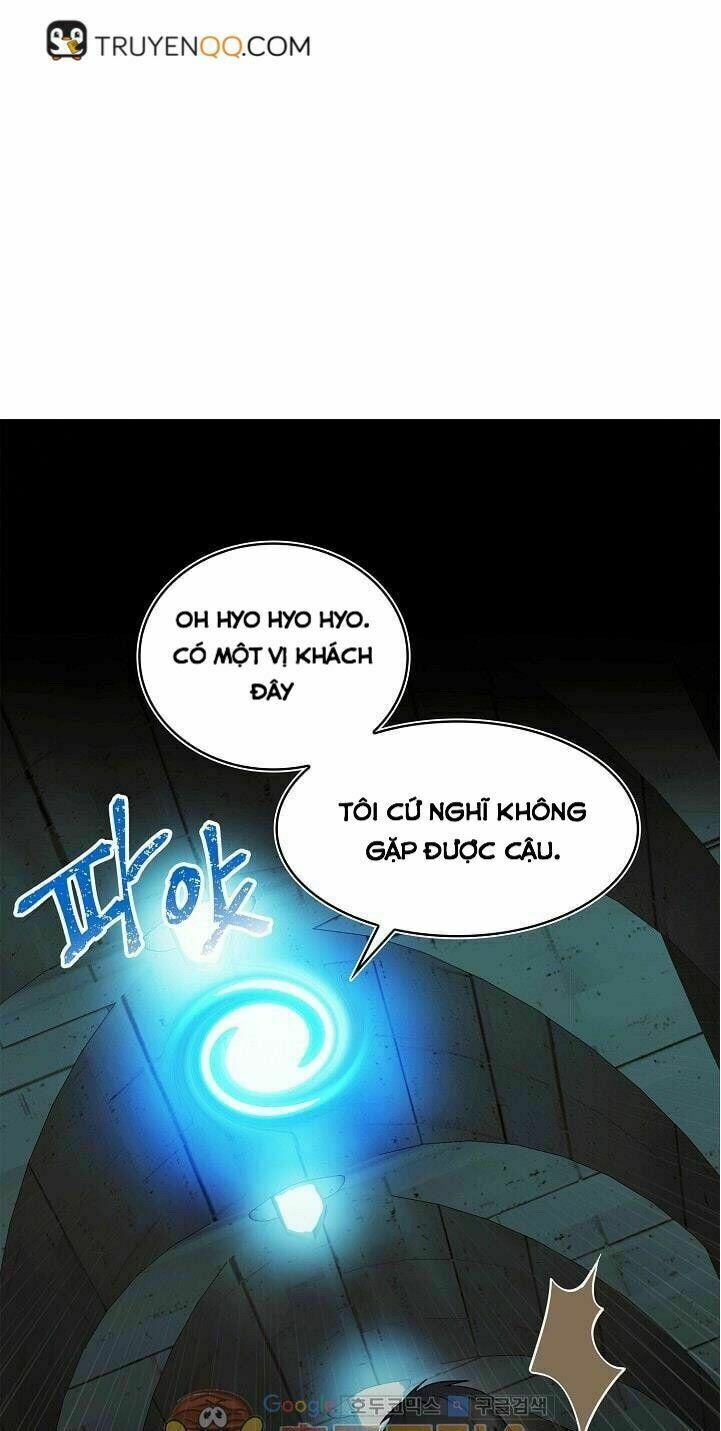 TRUYENQQ.COM
OH HYO HYO HYO.
CÓ MỘT VỊ KHÁCH
ĐÂY
TÔI CỨ NGHĨ KHÔNG
GẶP ĐƯỢC CẬU.
파앗
Google 호두코믹스 구글검색